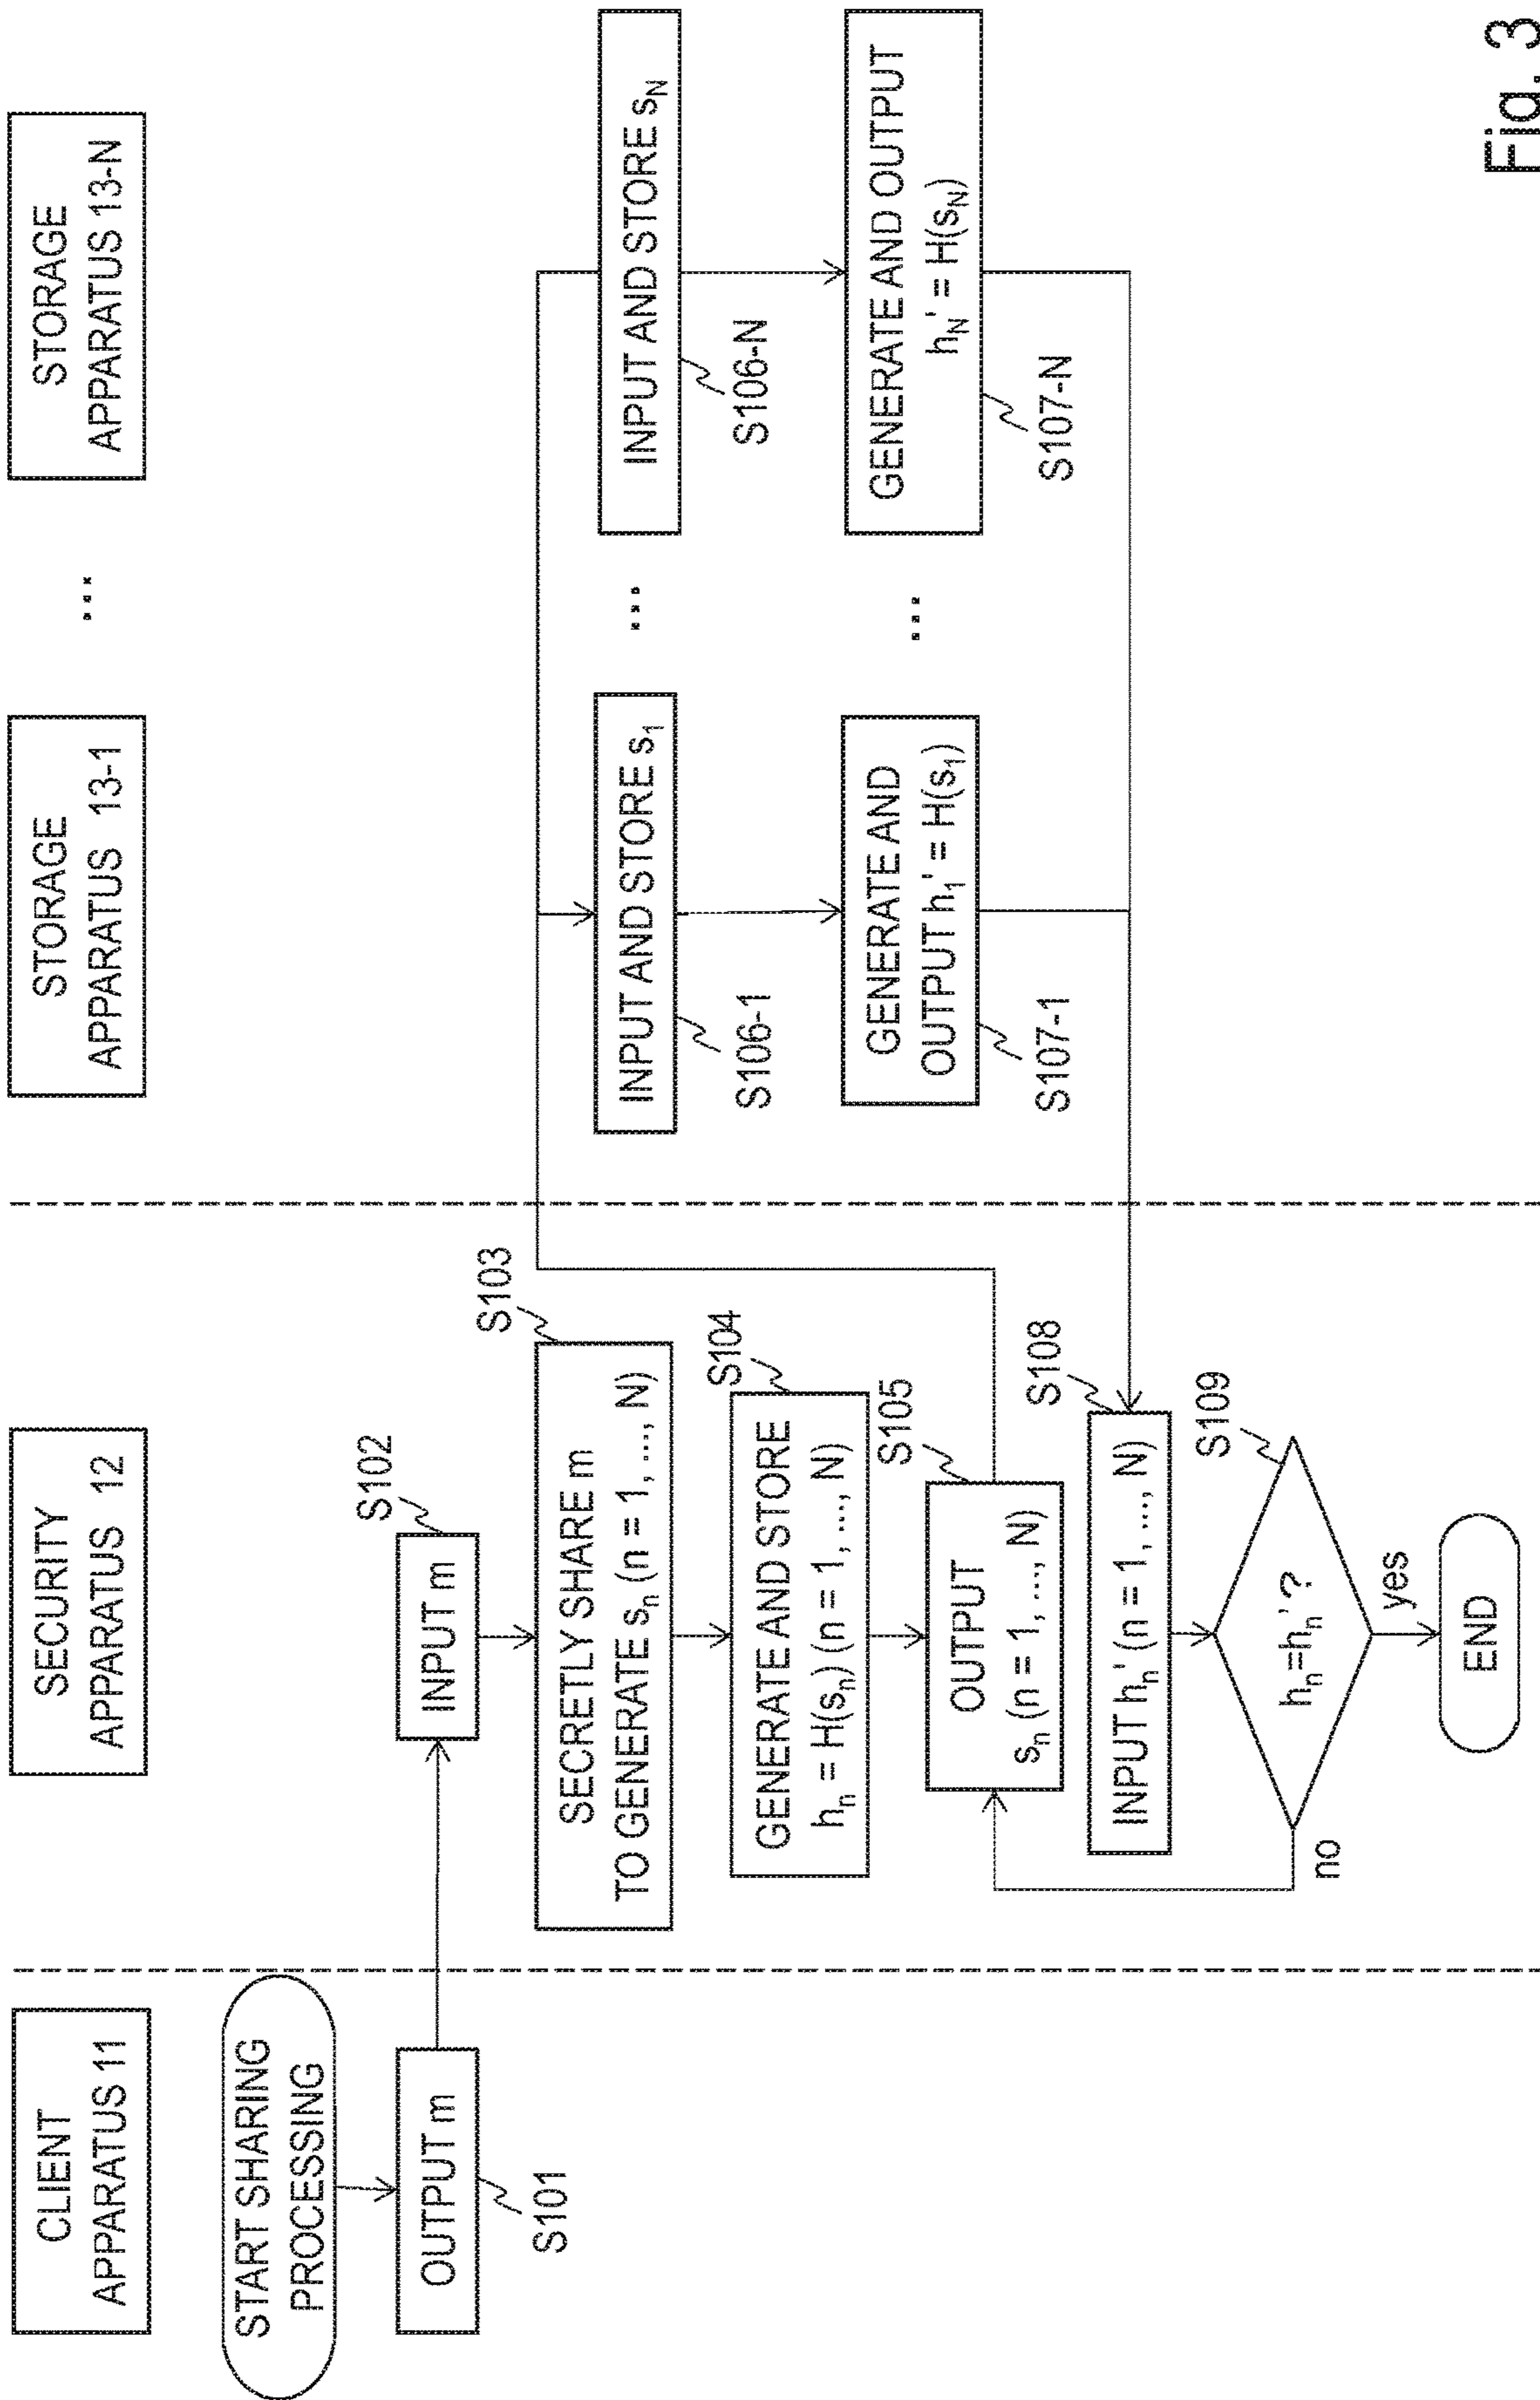 CLIENT
APPARATUS 11
SECURITY
APPARATUS 12
STORAGE
APPARATUS 13-1
...
STORAGE
APPARATUS 13-N
START SHARING
PROCESSING
OUTPUT m
S101
INPUT m
S102
SECRETLY SHARE m
TO GENERATE sₙ (n = 1, ..., N)
S103
GENERATE AND STORE
hₙ = H(sₙ) (n = 1, ..., N)
S104
OUTPUT
sₙ (n = 1, ..., N)
S105
INPUT AND STORE s₁
S106-1
...
INPUT AND STORE s_N
S106-N
GENERATE AND
OUTPUT h₁' = H(s₁)
S107-1
...
GENERATE AND OUTPUT
h_N' = H(s_N)
S107-N
INPUT hₙ' (n = 1, ..., N)
S108
hₙ=hₙ' ?
S109
no
yes
END
Fig. 3